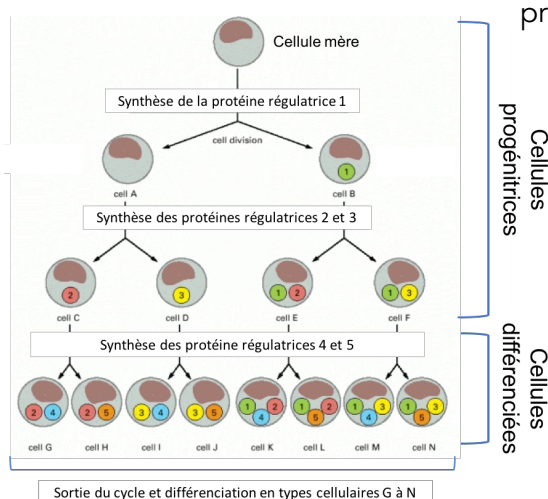 pr
Cellule mère
Synthèse de la protéine régulatrice 1
cell division
1
cell A
cell B
Synthèse des protéines régulatrices 2 et 3
2
3
1 2
1 3
cell C
cell D
cell E
cell F
Synthèse des protéine régulatrices 4 et 5
2 4
2 5
3 4
3 5
1 2 4
1 2 5
1 3 4
1 3 5
cell G
cell H
cell I
cell J
cell K
cell L
cell M
cell N
Sortie du cycle et différenciation en types cellulaires G à N
Cellules
progénitrices
Cellules
différenciées